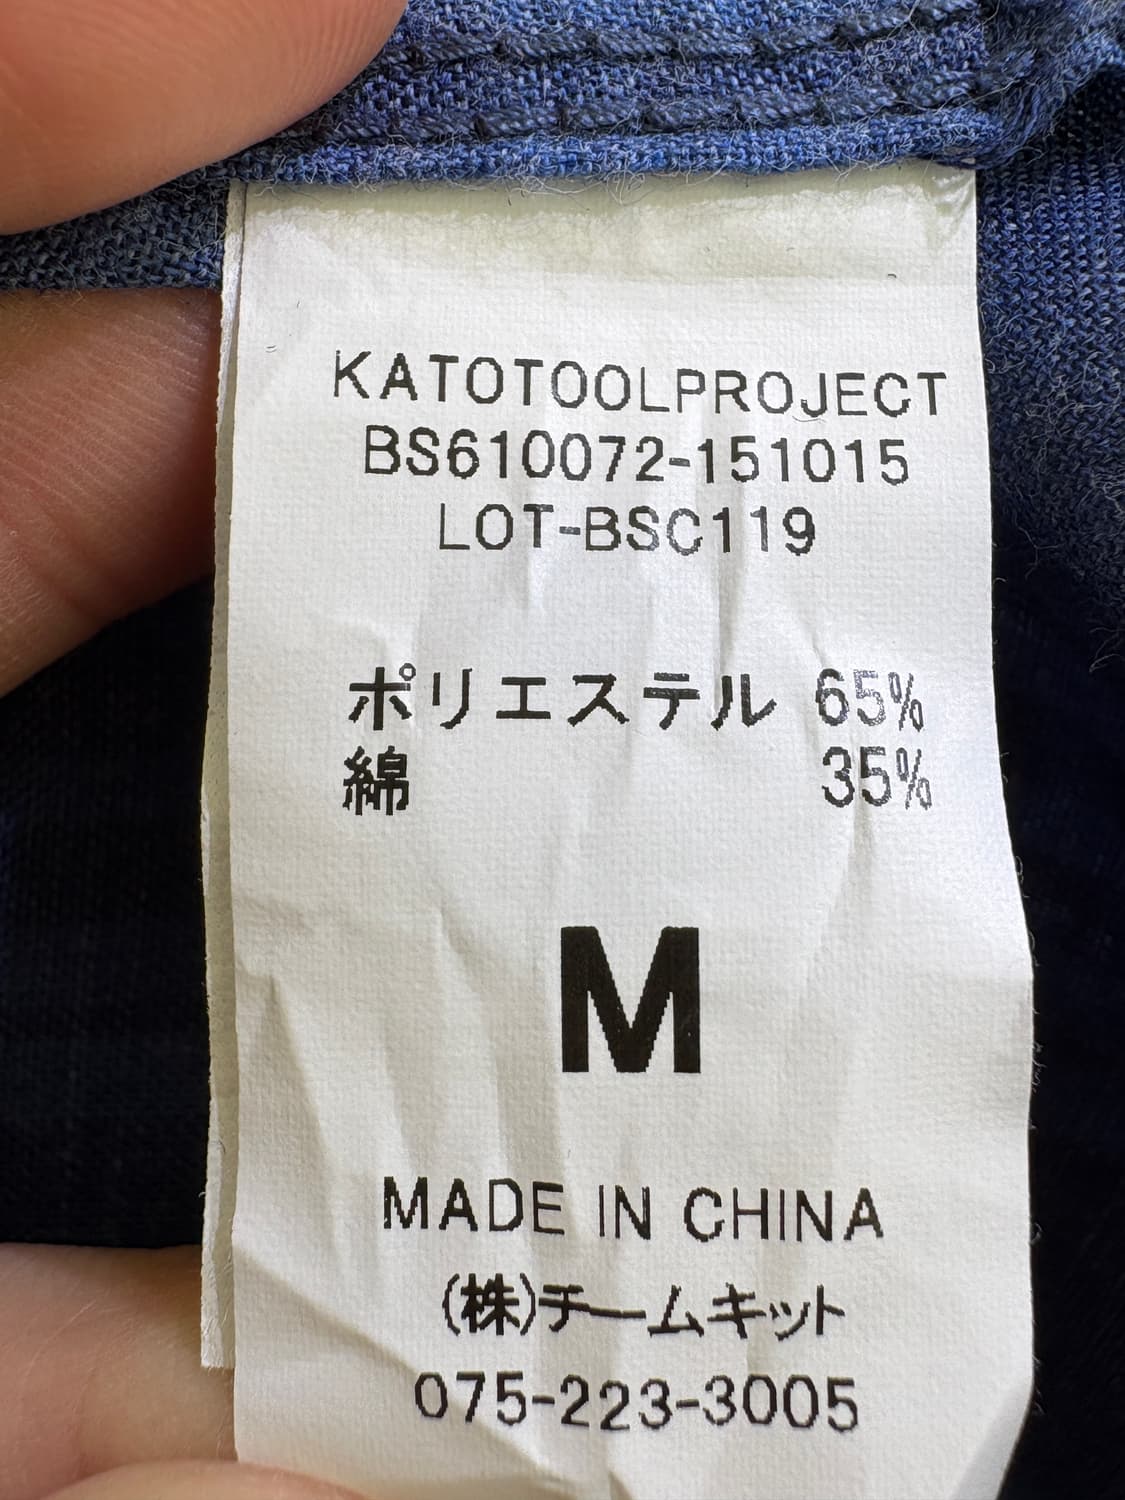 KATOTOOLPROJECT
BS610072-151015
LOT-BSC119
ポリエステル 65%
綿 35%
M
MADE IN CHINA
(株)チームキット
075-223-3005